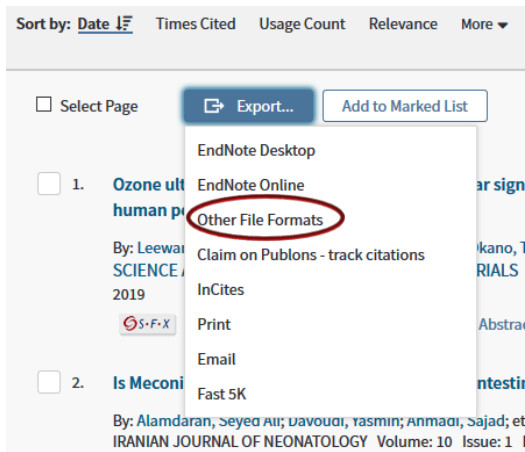 Sort by: Date Times Cited Usage Count Relevance More
Select Page Export... Add to Marked List
EndNote Desktop
1. Ozone ult EndNote Online ar sign
human p
Other File Formats
By: Leewar Claim on Publons - track citations Okano, T
SCIENCE RIALS
2019 InCites
S·F·X Print Abstrac
Email
2. Is Meconi Fast 5K ntestin
By: Alamdaran, Seyed Ali; Davoudi, Yasmin; Ahmadi, Sajad; et
IRANIAN JOURNAL OF NEONATOLOGY Volume: 10 Issue: 1